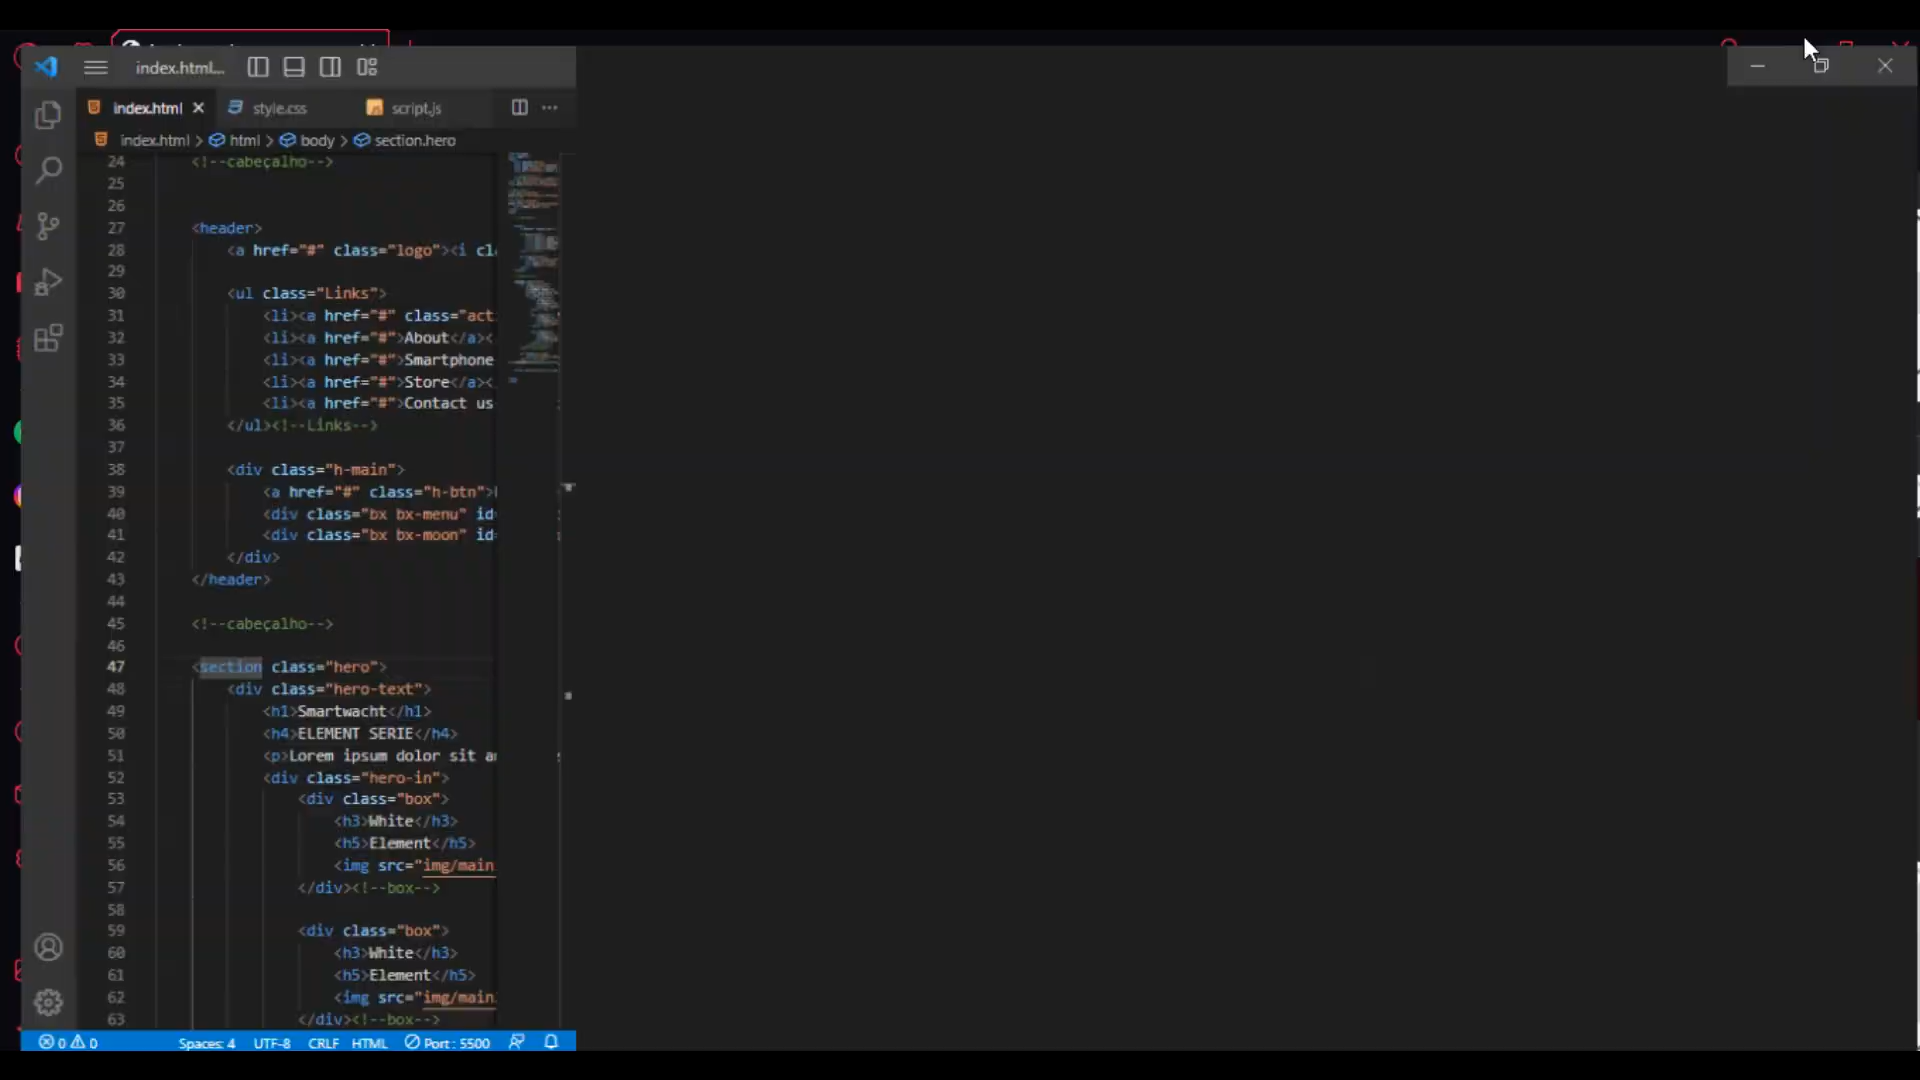 index.html...
index.html
style.css
script.js
index.html > html > body > section.hero
24 <!--cabeçalho-->
25
26
27 <header>
28 <a href="#" class="logo"><i cl
29
30 <ul class="Links">
31 <li><a href="#" class="act
32 <li><a href="#">About</a><
33 <li><a href="#">Smartphone
34 <li><a href="#">Store</a><
35 <li><a href="#">Contact us
36 </ul><!--Links-->
37
38 <div class="h-main">
39 <a href="#" class="h-btn">
40 <div class="bx bx-menu" id=
41 <div class="bx bx-moon" id=
42 </div>
43 </header>
44
45 <!--cabeçalho-->
46
47 <section class="hero">
48 <div class="hero-text">
49 <h1>Smartwacht</h1>
50 <h4>ELEMENT SERIE</h4>
51 <p>Lorem ipsum dolor sit a
52 <div class="hero-in">
53 <div class="box">
54 <h3>White</h3>
55 <h5>Element</h5>
56 <img src="img/main
57 </div><!--box-->
58
59 <div class="box">
60 <h3>White</h3>
61 <h5>Element</h5>
62 <img src="img/main
63 </div><!--box-->
0 0 Spaces: 4 UTF-8 CRLF HTML Port : 5500